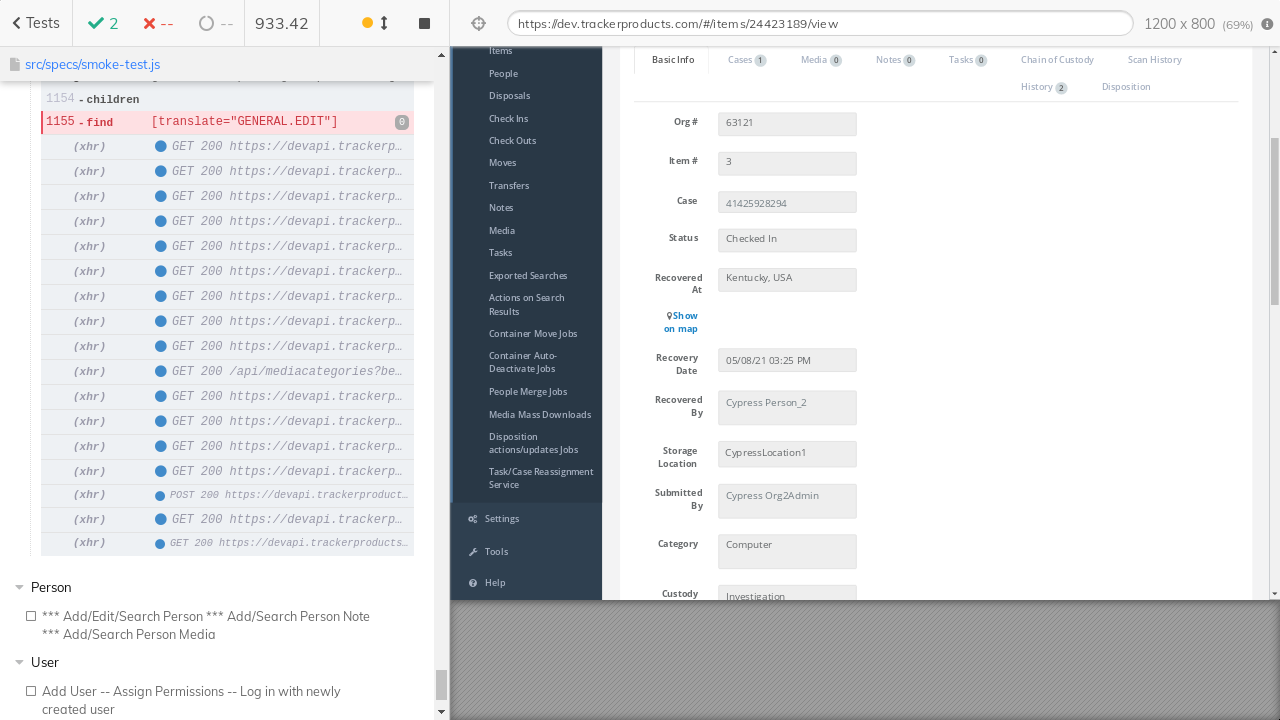 Tests
2
--
--
933.42
https://dev.trackerproducts.com/#/items/24423189/view
1200 x 800 (69%)
src/specs/smoke-test.js
1154 - children
1155 - find [translate="GENERAL.EDIT"] 0
(xhr) GET 200 https://devapi.trackerp…
(xhr) GET 200 https://devapi.trackerp…
(xhr) GET 200 https://devapi.trackerp…
(xhr) GET 200 https://devapi.trackerp…
(xhr) GET 200 https://devapi.trackerp…
(xhr) GET 200 https://devapi.trackerp…
(xhr) GET 200 https://devapi.trackerp…
(xhr) GET 200 https://devapi.trackerp…
(xhr) GET 200 https://devapi.trackerp…
(xhr) GET 200 /api/mediacategories?be…
(xhr) GET 200 https://devapi.trackerp…
(xhr) GET 200 https://devapi.trackerp…
(xhr) GET 200 https://devapi.trackerp…
(xhr) GET 200 https://devapi.trackerp…
(xhr) POST 200 https://devapi.trackerproduct…
(xhr) GET 200 https://devapi.trackerp…
(xhr) GET 200 https://devapi.trackerproducts…
Person
*** Add/Edit/Search Person *** Add/Search Person Note
*** Add/Search Person Media
User
Add User -- Assign Permissions -- Log in with newly
created user
Items
People
Disposals
Check Ins
Check Outs
Moves
Transfers
Notes
Media
Tasks
Exported Searches
Actions on Search
Results
Container Move Jobs
Container Auto-
Deactivate Jobs
People Merge Jobs
Media Mass Downloads
Disposition
actions/updates Jobs
Task/Case Reassignment
Service
Settings
Tools
Help
Basic Info Cases 1 Media 0 Notes 0 Tasks 0 Chain of Custody Scan History
History 2 Disposition
Org # 63121
Item # 3
Case 41425928294
Status Checked In
Recovered
At
Kentucky, USA
Show
on map
Recovery
Date
05/08/21 03:25 PM
Recovered
By
Cypress Person_2
Storage
Location
CypressLocation1
Submitted
By
Cypress Org2Admin
Category Computer
Custody Investigation